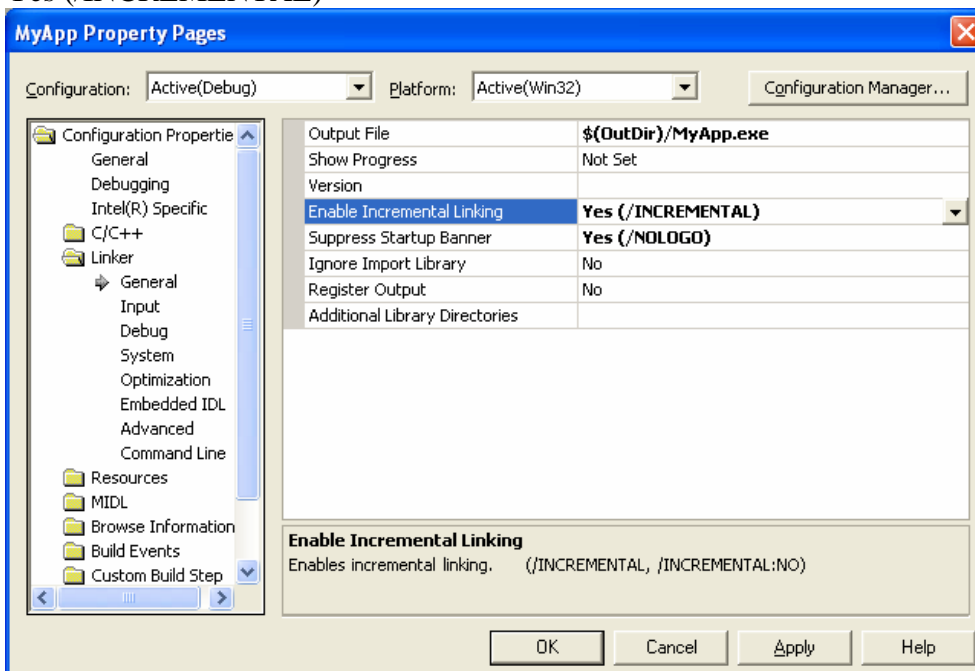 Yes (/INCREMENTAL)
MyApp Property Pages
Configuration: Active(Debug) Platform: Active(Win32) Configuration Manager...
Configuration Propertie
General
Debugging
Intel(R) Specific
C/C++
Linker
General
Input
Debug
System
Optimization
Embedded IDL
Advanced
Command Line
Resources
MIDL
Browse Information
Build Events
Custom Build Step
Output File $(OutDir)/MyApp.exe
Show Progress Not Set
Version
Enable Incremental Linking Yes (/INCREMENTAL)
Suppress Startup Banner Yes (/NOLOGO)
Ignore Import Library No
Register Output No
Additional Library Directories
Enable Incremental Linking
Enables incremental linking. (/INCREMENTAL, /INCREMENTAL:NO)
OK Cancel Apply Help